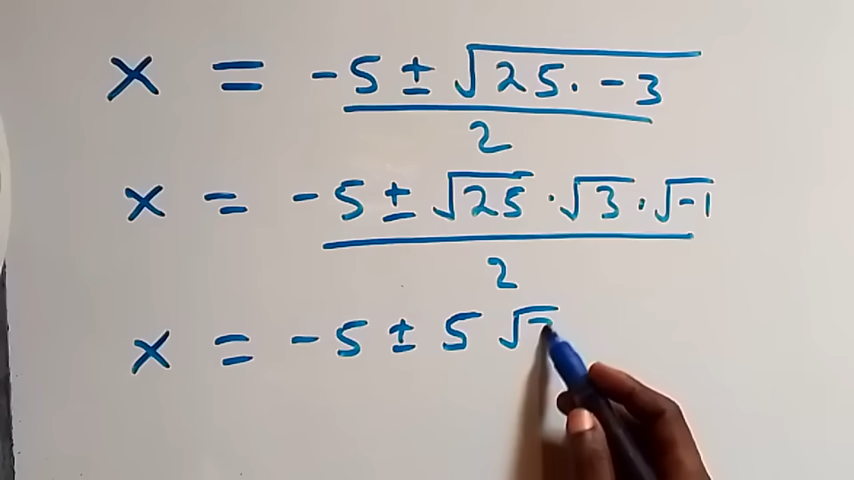 x = -5 ± √25 · -3
2
x = -5 ± √25 · √3 · √-1
2
x = -5 ± 5 √